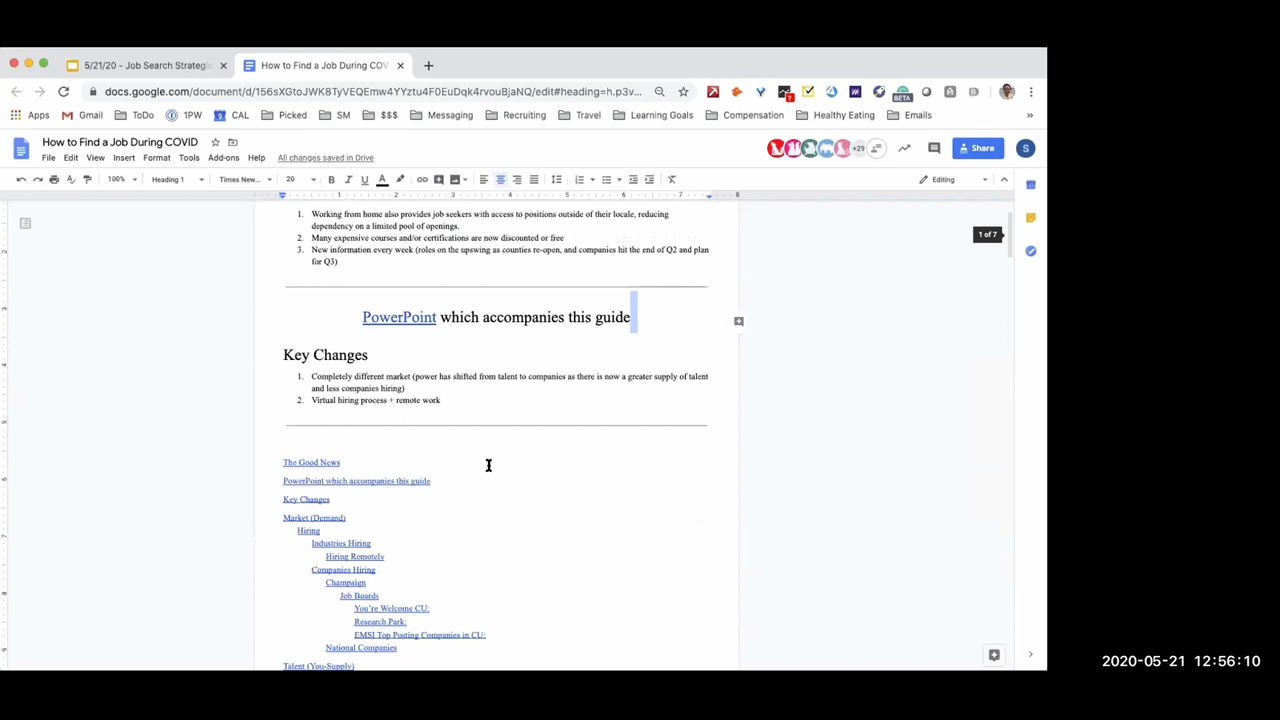 5/21/20 - Job Search Strategi
How to Find a Job During COV
docs.google.com/document/d/156sXGtoJWK8TyVEQEmw4YYztu4F0EuDqk4rvouBjaNQ/edit#heading=h.p3v...
Apps Gmail ToDo 1PW CAL Picked SM $$$ Messaging Recruiting Travel Learning Goals Compensation Healthy Eating Emails »
BETA
How to Find a Job During COVID
File Edit View Insert Format Tools Add-ons Help All changes saved in Drive
+29 Share S
100% Heading 1 Times New... 20 B I U A Editing
1. Working from home also provides job seekers with access to positions outside of their locale, reducing
dependency on a limited pool of openings.
2. Many expensive courses and/or certifications are now discounted or free
3. New information every week (roles on the upswing as counties re-open, and companies hit the end of Q2 and plan
for Q3)
1 of 7
PowerPoint which accompanies this guide
Key Changes
1. Completely different market (power has shifted from talent to companies as there is now a greater supply of talent
and less companies hiring)
2. Virtual hiring process + remote work
The Good News
PowerPoint which accompanies this guide
Key Changes
Market (Demand)
Hiring
Industries Hiring
Hiring Remotely
Companies Hiring
Champaign
Job Boards
You're Welcome CU:
Research Park:
EMSI Top Posting Companies in CU:
National Companies
Talent (You-Supply)
2020-05-21 12:56:10